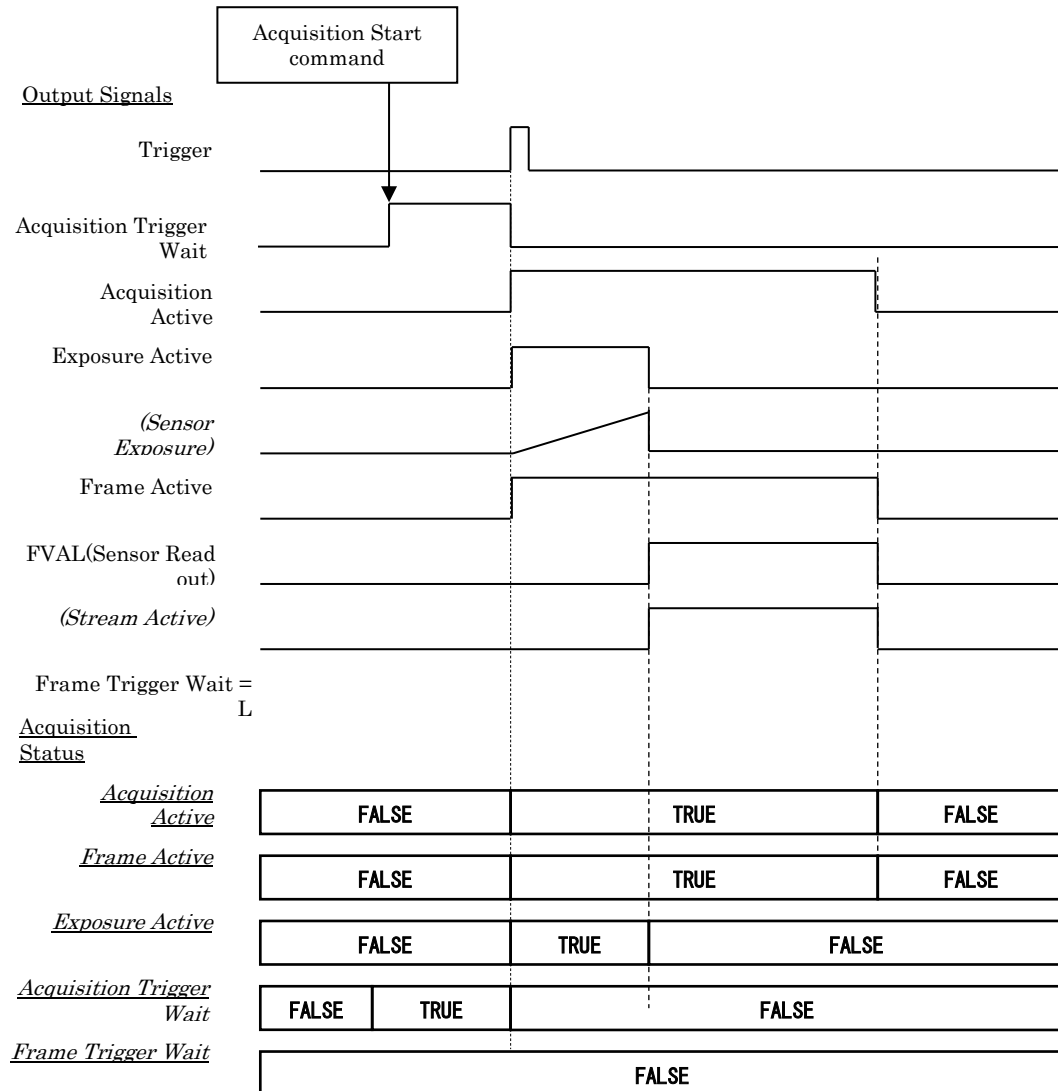 Acquisition Start
command
Output Signals
Trigger
Acquisition Trigger
Wait
Acquisition
Active
Exposure Active
(Sensor
Exposure)
Frame Active
FVAL(Sensor Read
out)
(Stream Active)
Frame Trigger Wait =
L
Acquisition
Status
Acquisition
Active
FALSE TRUE FALSE
Frame Active
FALSE TRUE FALSE
Exposure Active
FALSE TRUE FALSE
Acquisition Trigger
Wait
FALSE TRUE FALSE
Frame Trigger Wait
FALSE